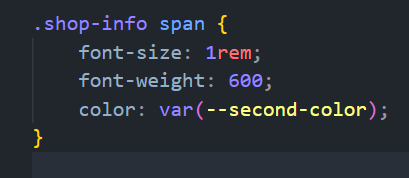 .shop-info span {
    font-size: 1rem;
    font-weight: 600;
    color: var(--second-color);
}